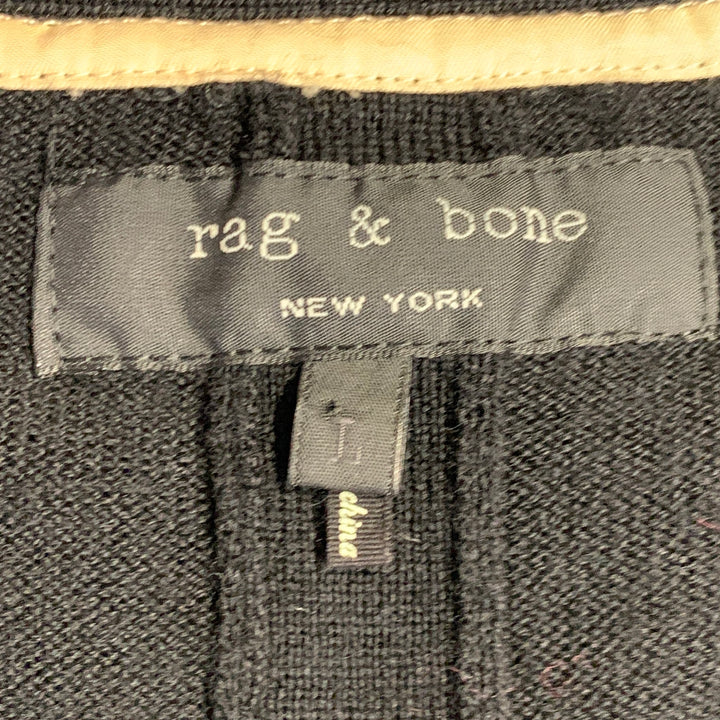 rag & bone
NEW YORK
L
china